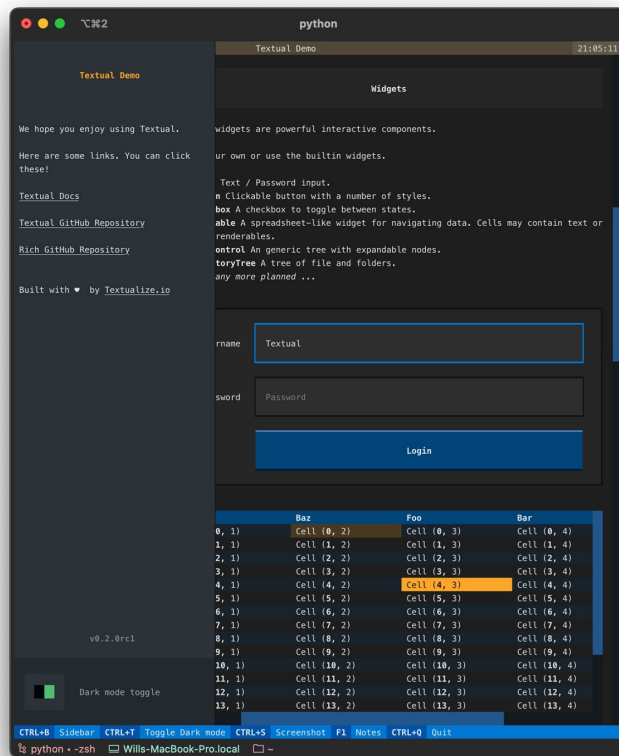 ⌥⌘2
python
Textual Demo
21:05:11
Textual Demo
We hope you enjoy using Textual.
Here are some links. You can click
these!
Textual Docs
Textual GitHub Repository
Rich GitHub Repository
Built with ♥ by Textualize.io
v0.2.0rc1
Dark mode toggle
Widgets
widgets are powerful interactive components.
ur own or use the builtin widgets.
Text / Password input.
n Clickable button with a number of styles.
box A checkbox to toggle between states.
able A spreadsheet-like widget for navigating data. Cells may contain text or
renderables.
ontrol An generic tree with expandable nodes.
toryTree A tree of file and folders.
any more planned ...
rname Textual
sword Password
Login
Baz Foo Bar
0, 1) Cell (0, 2) Cell (0, 3) Cell (0, 4)
1, 1) Cell (1, 2) Cell (1, 3) Cell (1, 4)
2, 1) Cell (2, 2) Cell (2, 3) Cell (2, 4)
3, 1) Cell (3, 2) Cell (3, 3) Cell (3, 4)
4, 1) Cell (4, 2) Cell (4, 3) Cell (4, 4)
5, 1) Cell (5, 2) Cell (5, 3) Cell (5, 4)
6, 1) Cell (6, 2) Cell (6, 3) Cell (6, 4)
7, 1) Cell (7, 2) Cell (7, 3) Cell (7, 4)
8, 1) Cell (8, 2) Cell (8, 3) Cell (8, 4)
9, 1) Cell (9, 2) Cell (9, 3) Cell (9, 4)
10, 1) Cell (10, 2) Cell (10, 3) Cell (10, 4)
11, 1) Cell (11, 2) Cell (11, 3) Cell (11, 4)
12, 1) Cell (12, 2) Cell (12, 3) Cell (12, 4)
13, 1) Cell (13, 2) Cell (13, 3) Cell (13, 4)
CTRL+B Sidebar CTRL+T Toggle Dark mode CTRL+S Screenshot F1 Notes CTRL+Q Quit
python ◂ -zsh Wills-MacBook-Pro.local ~